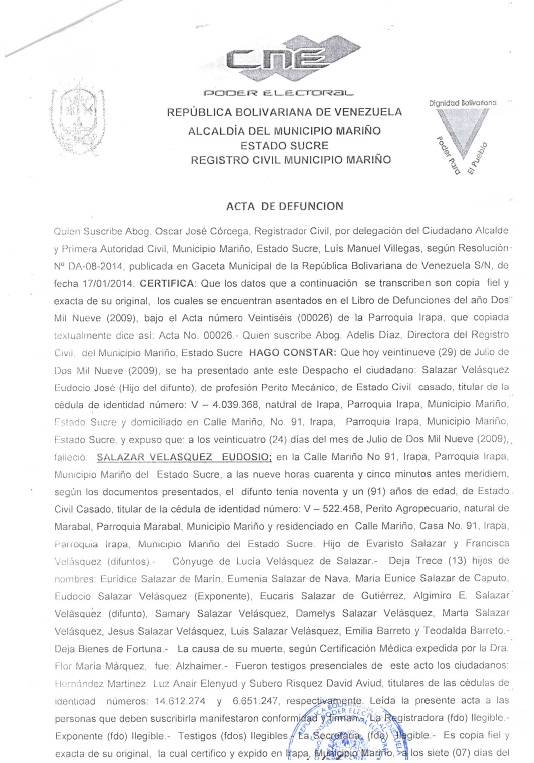 CNE
PODER ELECTORAL
REPÚBLICA BOLIVARIANA DE VENEZUELA
ALCALDÍA DEL MUNICIPIO MARIÑO
ESTADO SUCRE
REGISTRO CIVIL MUNICIPIO MARIÑO
Dignidad Bolivariana
Poder Para
El Pueblo
ACTA DE DEFUNCION
Quien Suscribe Abog. Oscar José Córcega, Registrador Civil, por delegación del Ciudadano Alcalde
y Primera Autoridad Civil, Municipio Mariño, Estado Sucre, Luís Manuel Villegas, según Resolución
Nº DA-08-2014, publicada en Gaceta Municipal de la República Bolivariana de Venezuela S/N, de
fecha 17/01/2014. CERTIFICA: Que los datos que a continuación se transcriben son copia fiel y
exacta de su original, los cuales se encuentran asentados en el Libro de Defunciones del año Dos
Mil Nueve (2009), bajo el Acta número Veintiséis (00026) de la Parroquia Irapa, que copiada
textualmente dice así: Acta No. 00026.- Quien suscribe Abog. Adelis Díaz, Directora del Registro
Civil, del Municipio Mariño, Estado Sucre HAGO CONSTAR: Que hoy veintinueve (29) de Julio de
Dos Mil Nueve (2009), se ha presentado ante este Despacho el ciudadano: Salazar Velásquez
Eudocio José (Hijo del difunto), de profesión Perito Mecánico, de Estado Civil casado, titular de la
cédula de identidad número: V – 4.039.368, natural de Irapa, Parroquia Irapa, Municipio Mariño,
Estado Sucre y domiciliado en Calle Mariño, No. 91, Irapa, Parroquia Irapa, Municipio Mariño,
Estado Sucre, y expuso que: a los veinticuatro (24) días del mes de Julio de Dos Mil Nueve (2009),
falleció: SALAZAR VELASQUEZ EUDOSIO; en la Calle Mariño No 91, Irapa, Parroquia Irapa,
Municipio Mariño del Estado Sucre, a las nueve horas cuarenta y cinco minutos antes meridiem,
según los documentos presentados, el difunto tenia noventa y un (91) años de edad, de Estado
Civil Casado, titular de la cédula de identidad número: V – 522.458, Perito Agropecuario, natural de
Marabal, Parroquia Marabal, Municipio Mariño y residenciado en Calle Mariño, Casa No. 91, Irapa,
Parroquia Irapa, Municipio Mariño del Estado Sucre. Hijo de Evaristo Salazar y Francisca
Velásquez (difuntos).- Cónyuge de Lucía Velásquez de Salazar.- Deja Trece (13) hijos de
nombres: Eurídice Salazar de Marín, Eumenia Salazar de Nava, Maria Eunice Salazar de Caputo,
Eudocio Salazar Velásquez (Exponente), Eucaris Salazar de Gutiérrez, Algimiro E. Salazar
Velásquez (difunto), Samary Salazar Velásquez, Damelys Salazar Velásquez, Marta Salazar
Velásquez, Jesus Salazar Velásquez, Luis Salazar Velásquez, Emilia Barreto y Teodalda Barreto.-
Deja Bienes de Fortuna.- La causa de su muerte, según Certificación Médica expedida por la Dra.
Flor María Márquez, fue: Alzhaimer.- Fueron testigos presenciales de este acto los ciudadanos:
Hernández Martinez Luz Anair Elenyud y Subero Risquez David Aviud, titulares de las cédulas de
identidad números: 14.612.274 y 6.651.247, respectivamente. Leída la presente acta a las
personas que deben suscribirla manifestaron conformidad y firman. La Registradora (fdo) Ilegible.-
Exponente (fdo) Ilegible.- Testigos (fdos) Ilegibles La Secretaria, (fdo) Ilegible.- Es copia fiel y
exacta de su original, la cual certifico y expido en Irapa, Municipio Mariño, a los siete (07) días del